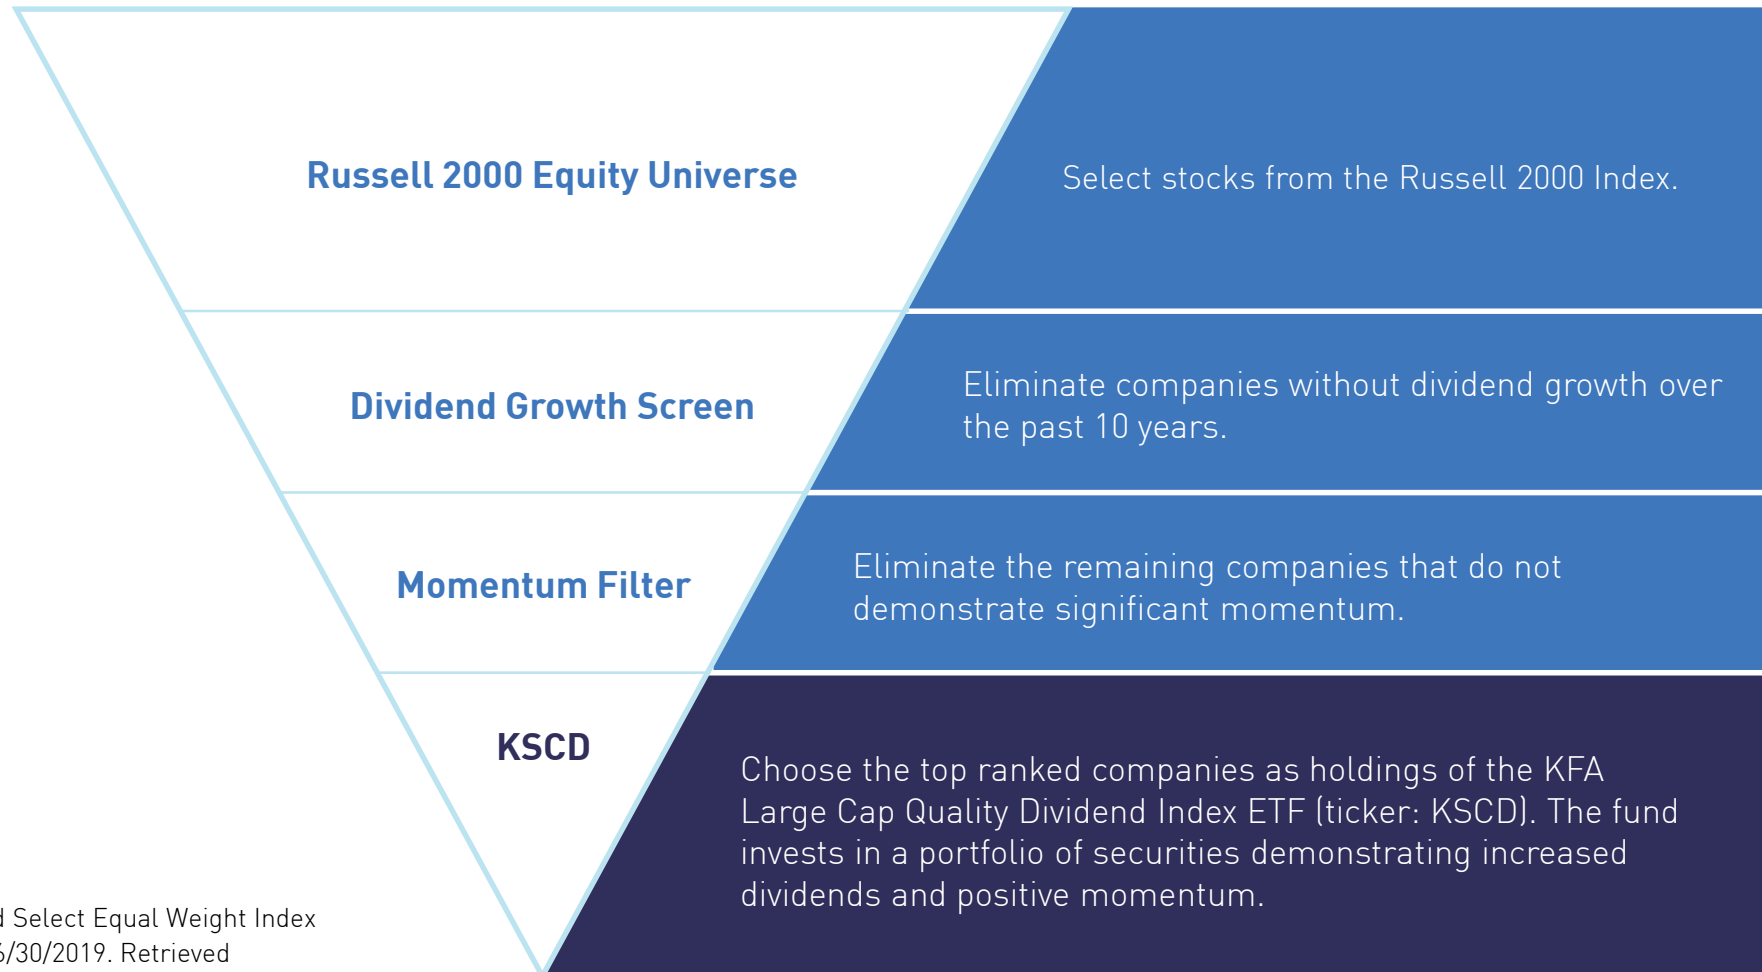 Russell 2000 Equity Universe
Select stocks from the Russell 2000 Index.
Dividend Growth Screen
Eliminate companies without dividend growth over
the past 10 years.
Momentum Filter
Eliminate the remaining companies that do not
demonstrate significant momentum.
KSCD
Choose the top ranked companies as holdings of the KFA
Large Cap Quality Dividend Index ETF (ticker: KSCD). The fund
invests in a portfolio of securities demonstrating increased
dividends and positive momentum.
Select Equal Weight Index
6/30/2019. Retrieved